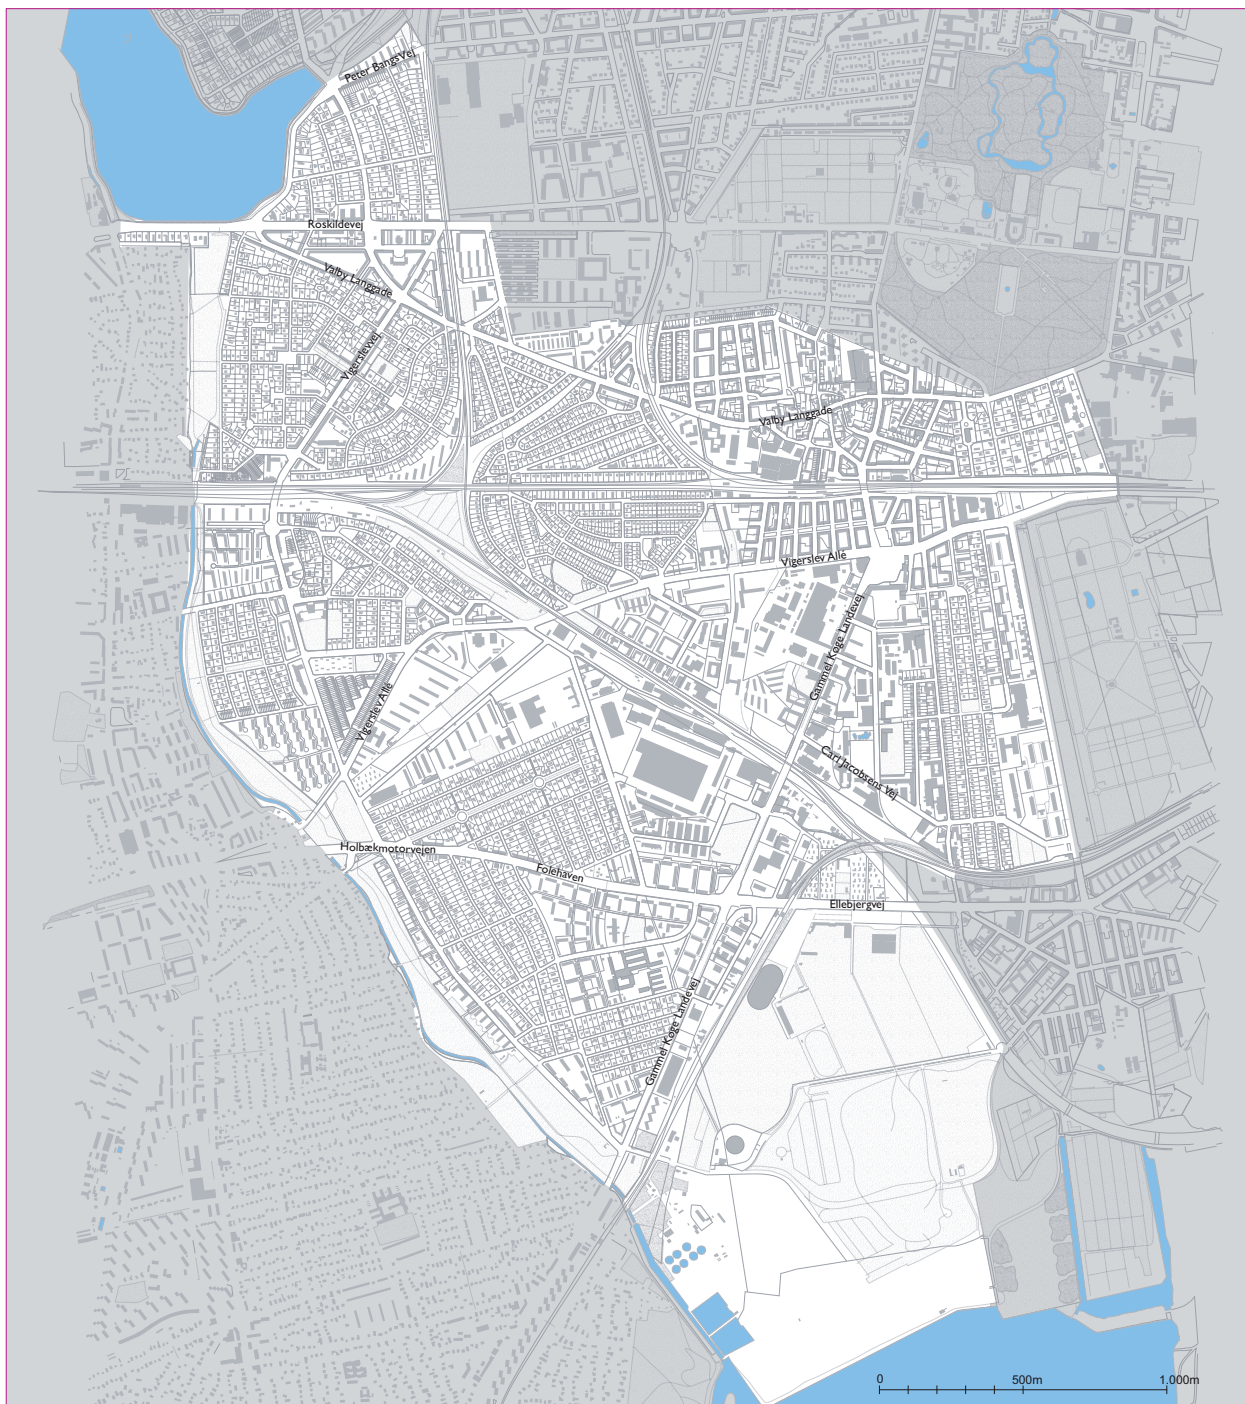 Peter Bangs Vej
Roskildevej
Valby Langgade
Vigerslevvej
Valby Langgade
Vigerslev Allé
Gammel Køge Landevej
Vigerslev Allé
Carl Jacobsens Vej
Holbækmotorvejen
Folehaven
Ellebjergvej
Gammel Køge Landevej
0 500m 1.000m